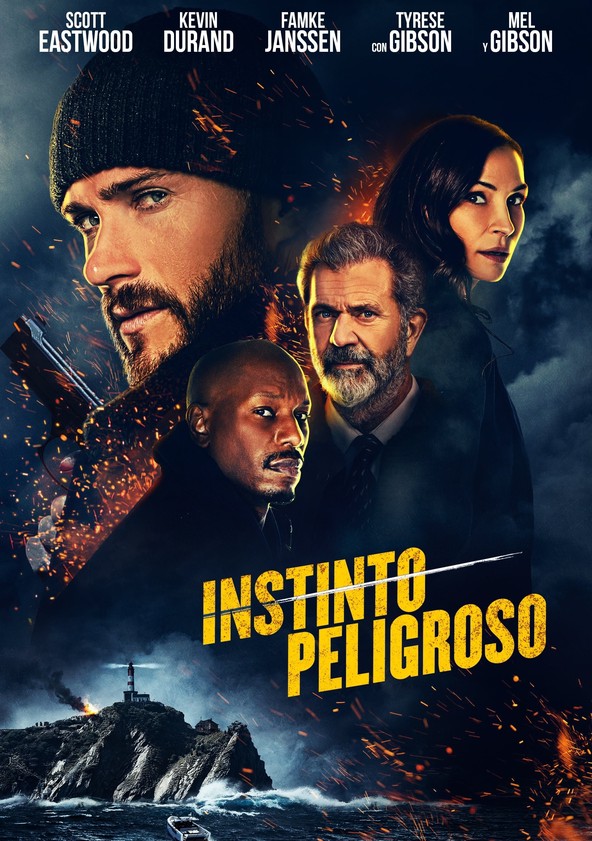 SCOTT KEVIN FAMKE TYRESE MEL
EASTWOOD DURAND JANSSEN CON GIBSON Y GIBSON
INSTINTO
PELIGROSO